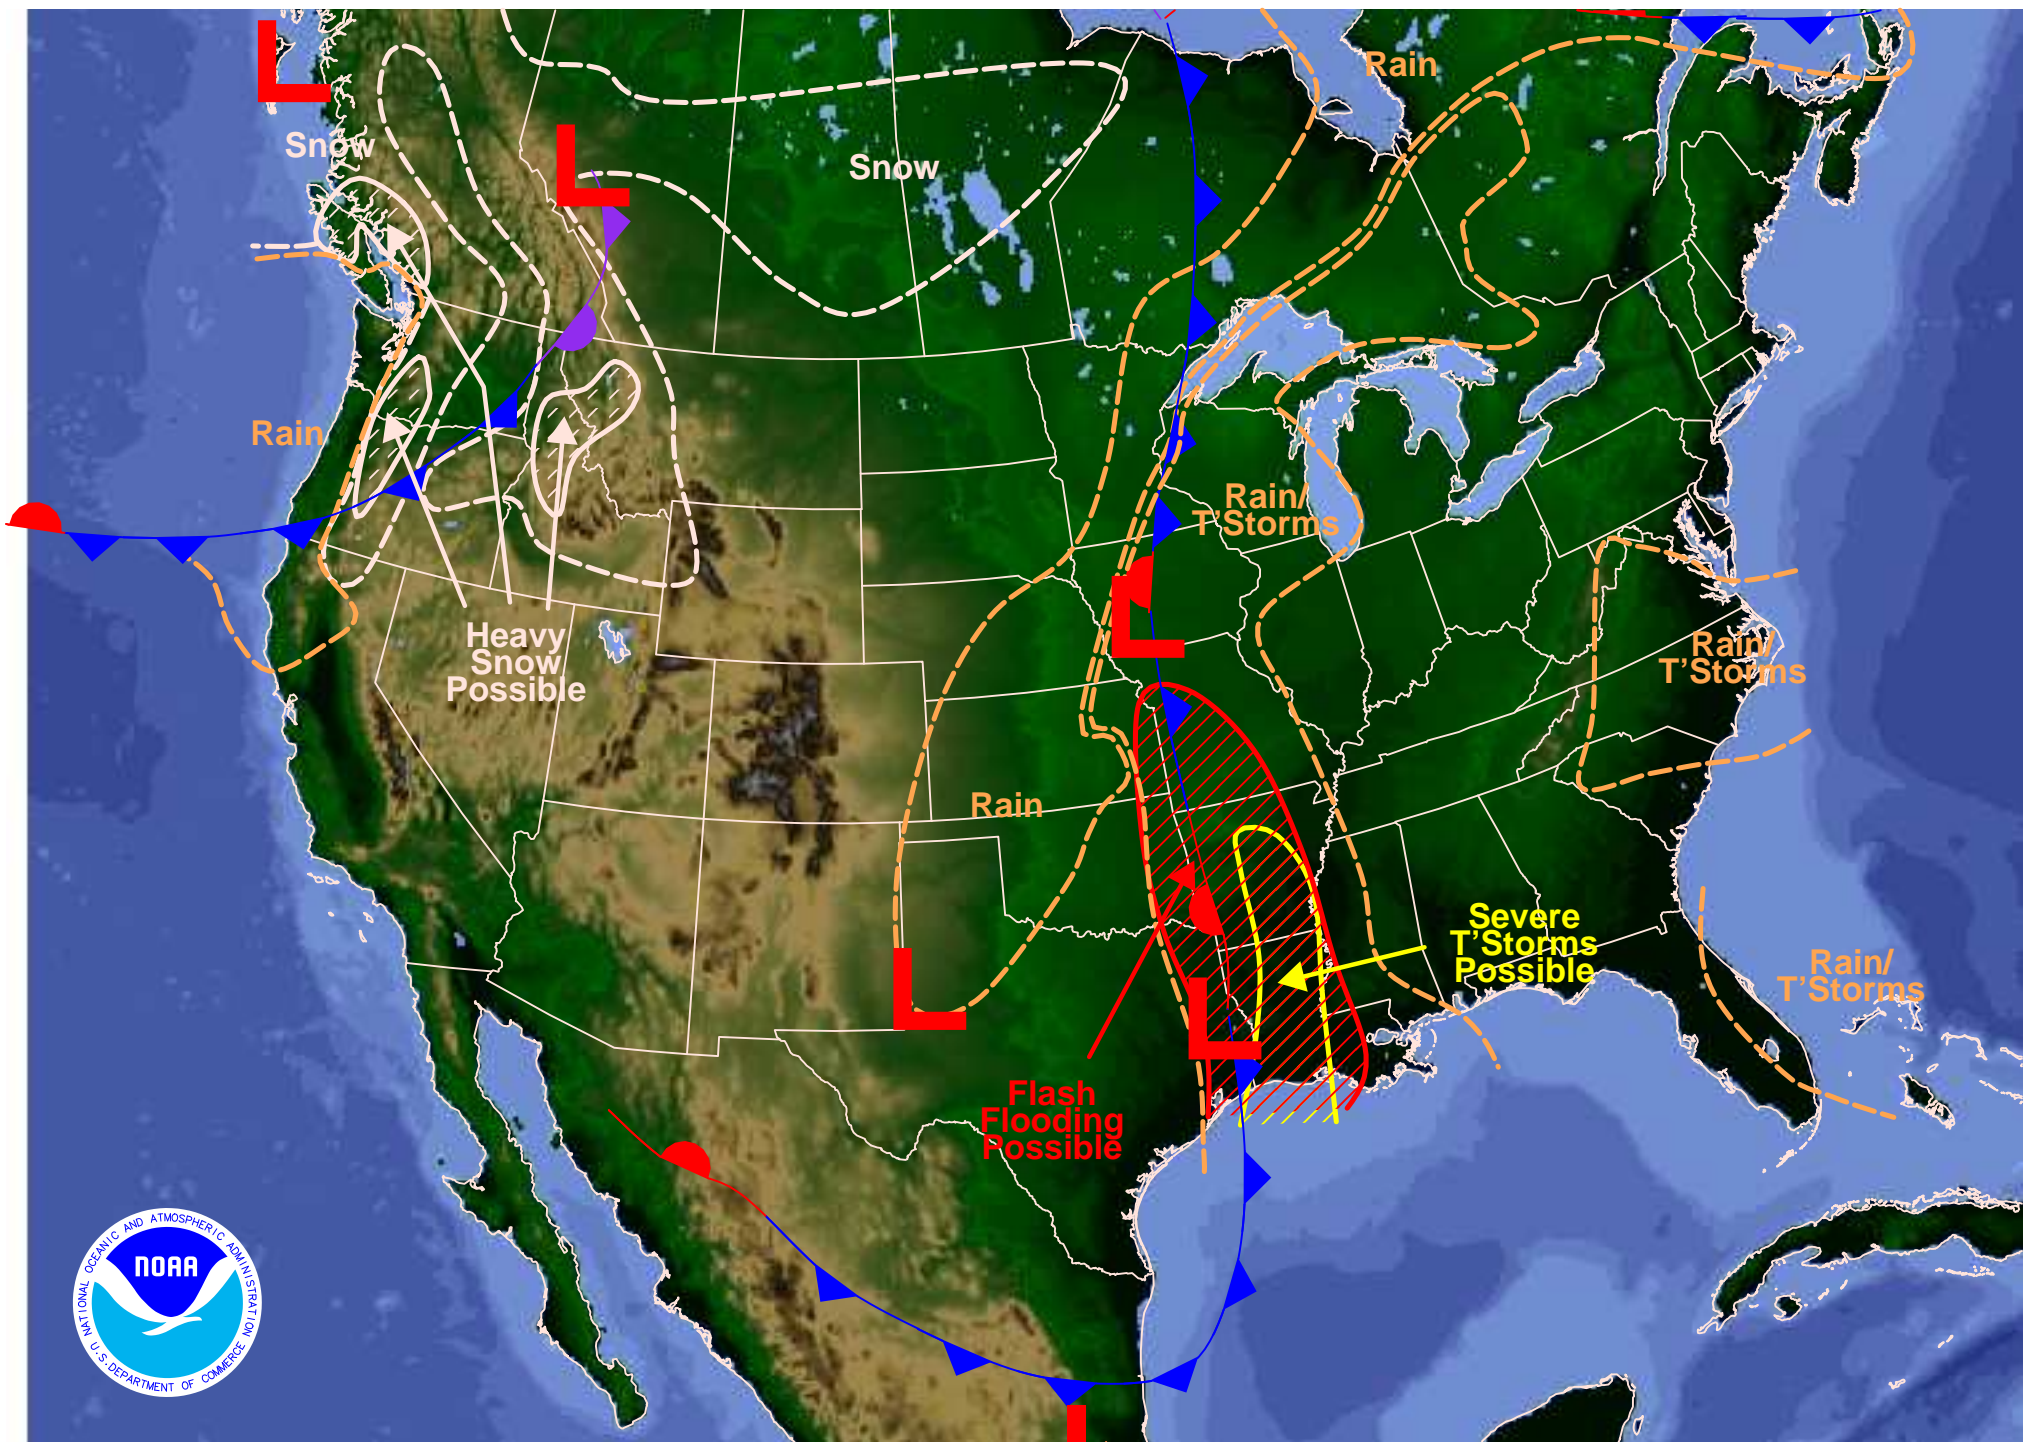 Rain
Snow
Snow
Rain
Rain/
T'Storms
Heavy
Snow
Possible
Rain/
T'Storms
Rain
Severe
T'Storms
Possible
Rain/
T'Storms
Flash
Flooding
Possible
L
L
L
L
L
NATIONAL OCEANIC AND ATMOSPHERIC ADMINISTRATION
NOAA
U.S. DEPARTMENT OF COMMERCE